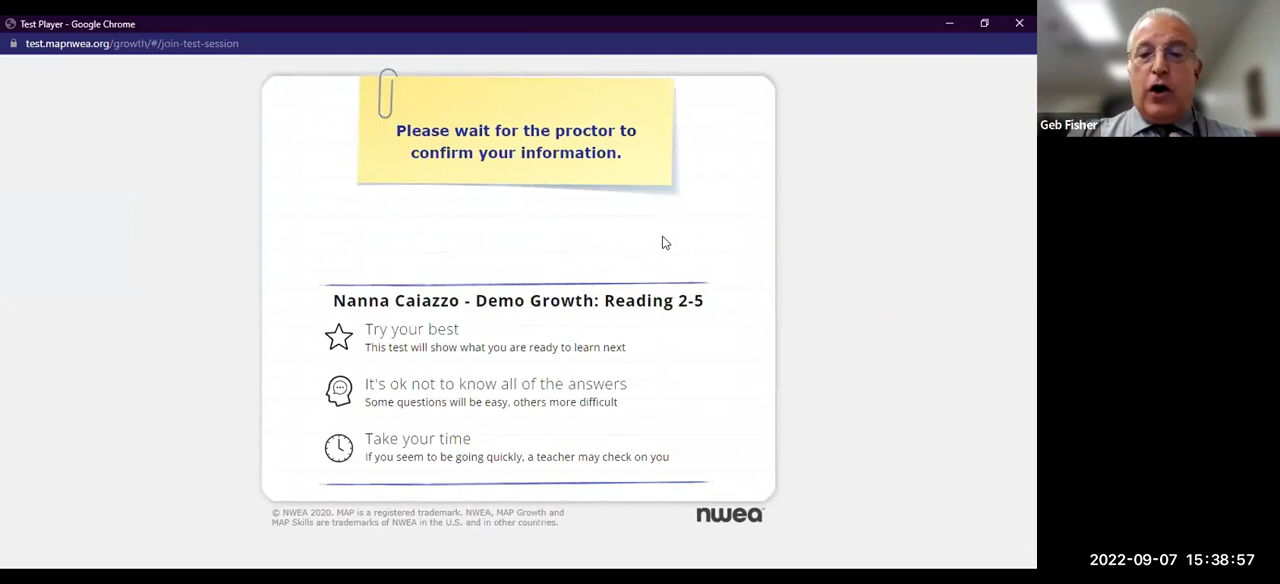 Test Player - Google Chrome
test.mapnwea.org/growth/#/join-test-session
Please wait for the proctor to
confirm your information.
Geb Fisher
Nanna Caiazzo - Demo Growth: Reading 2-5
Try your best
This test will show what you are ready to learn next
It's ok not to know all of the answers
Some questions will be easy, others more difficult
Take your time
If you seem to be going quickly, a teacher may check on you
© NWEA 2020. MAP is a registered trademark. NWEA, MAP Growth and
MAP Skills are trademarks of NWEA in the U.S. and in other countries.
nwea
2022-09-07 15:38:57